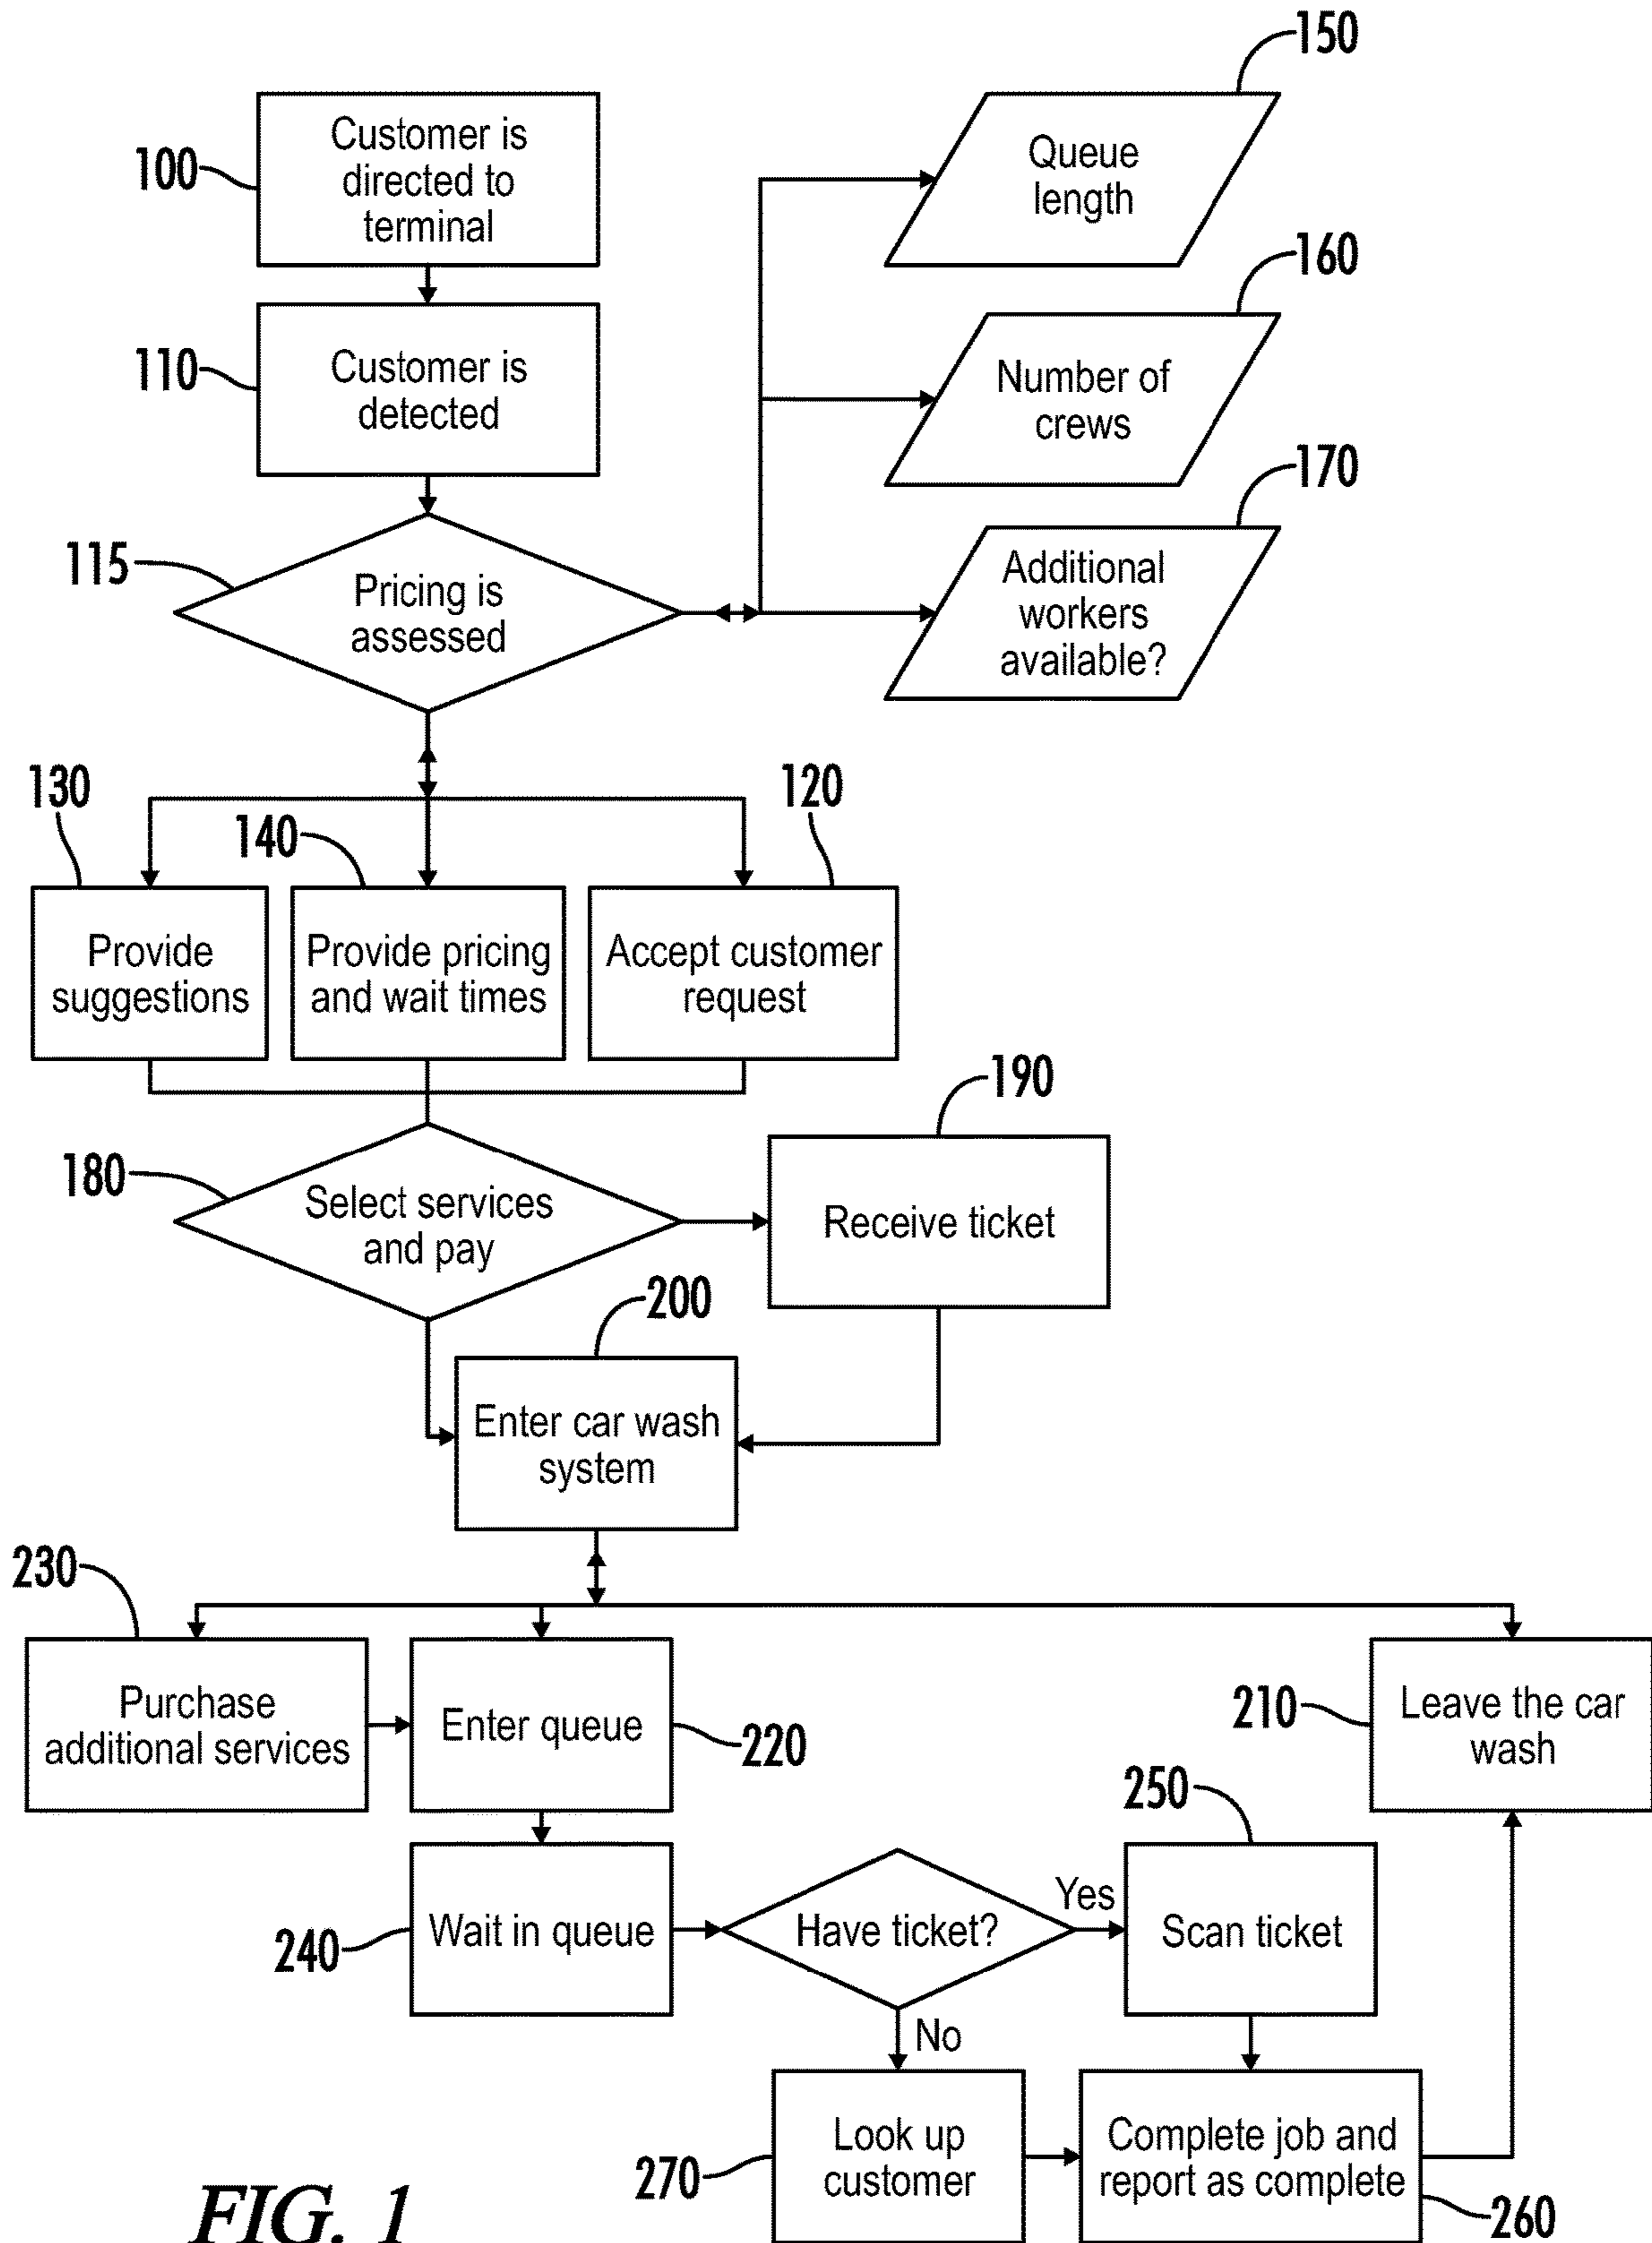 150
100
Customer is
directed to
terminal
Queue
length
160
110
Customer is
detected
Number of
crews
170
115
Pricing is
assessed
Additional
workers
available?
130
140
120
Provide
suggestions
Provide pricing
and wait times
Accept customer
request
190
180
Select services
and pay
Receive ticket
200
Enter car wash
system
230
Purchase
additional services
Enter queue
220
210
Leave the car
wash
250
240
Wait in queue
Have ticket?
Yes
Scan ticket
No
270
Look up
customer
Complete job and
report as complete
260
FIG. 1